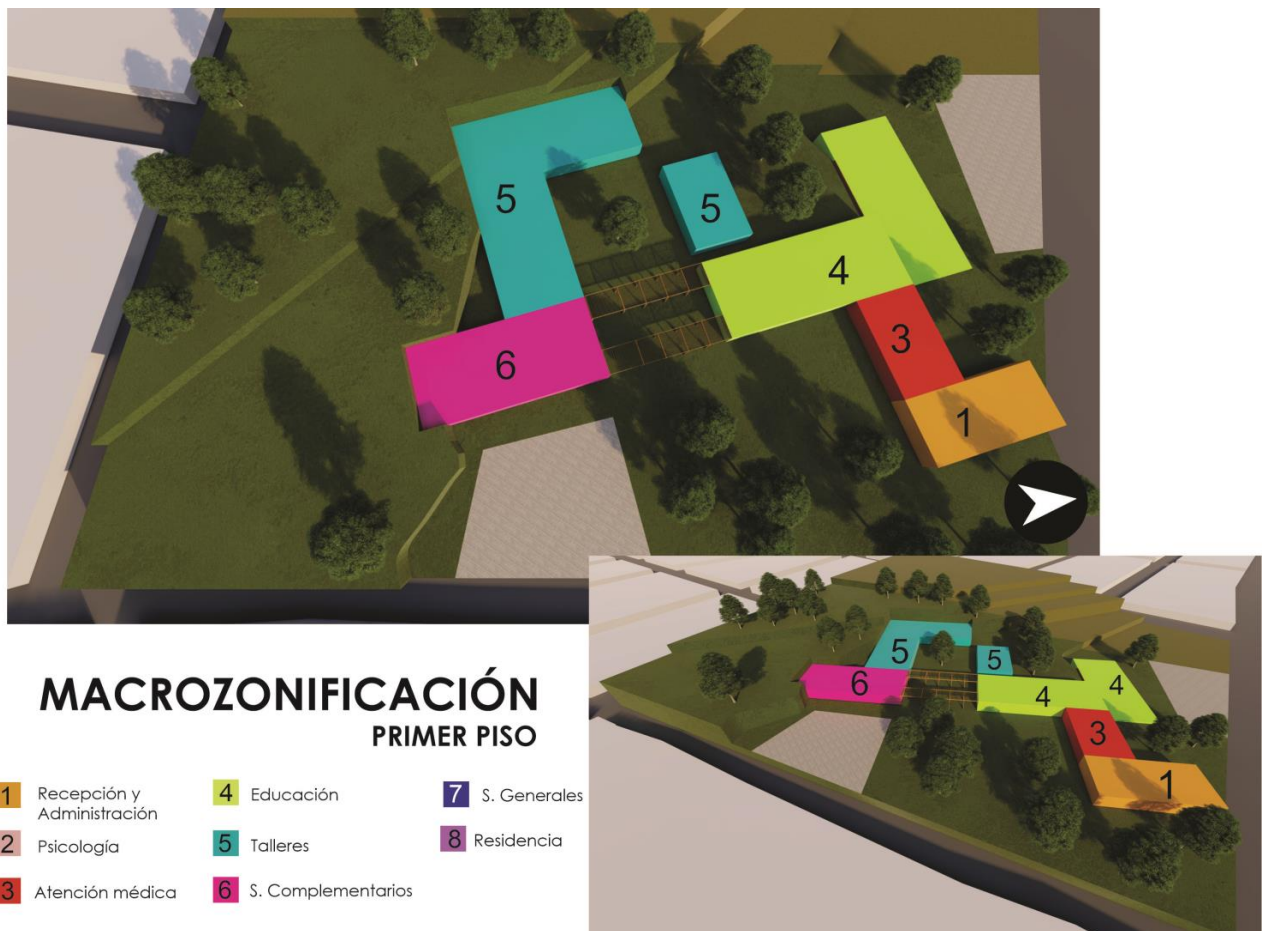 5
5
4
3
6
1
5
5
6
4
4
3
1
MACROZONIFICACIÓN
PRIMER PISO
1 Recepción y
Administración
2 Psicología
3 Atención médica
4 Educación
5 Talleres
6 S. Complementarios
7 S. Generales
8 Residencia